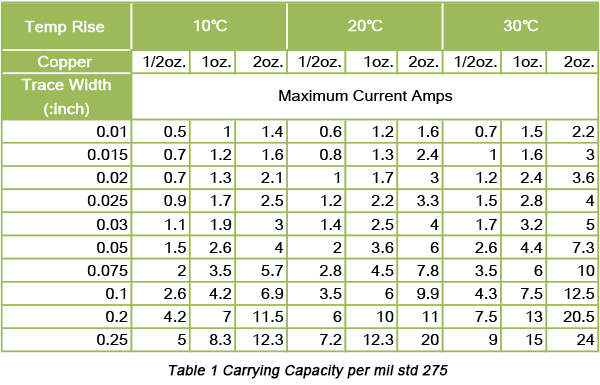 Temp Rise 10℃ 20℃ 30℃
Copper 1/2oz. 1oz. 2oz. 1/2oz. 1oz. 2oz. 1/2oz. 1oz. 2oz.
Trace Width
(:inch)
Maximum Current Amps
0.01 0.5 1 1.4 0.6 1.2 1.6 0.7 1.5 2.2
0.015 0.7 1.2 1.6 0.8 1.3 2.4 1 1.6 3
0.02 0.7 1.3 2.1 1 1.7 3 1.2 2.4 3.6
0.025 0.9 1.7 2.5 1.2 2.2 3.3 1.5 2.8 4
0.03 1.1 1.9 3 1.4 2.5 4 1.7 3.2 5
0.05 1.5 2.6 4 2 3.6 6 2.6 4.4 7.3
0.075 2 3.5 5.7 2.8 4.5 7.8 3.5 6 10
0.1 2.6 4.2 6.9 3.5 6 9.9 4.3 7.5 12.5
0.2 4.2 7 11.5 6 10 11 7.5 13 20.5
0.25 5 8.3 12.3 7.2 12.3 20 9 15 24
Table 1 Carrying Capacity per mil std 275